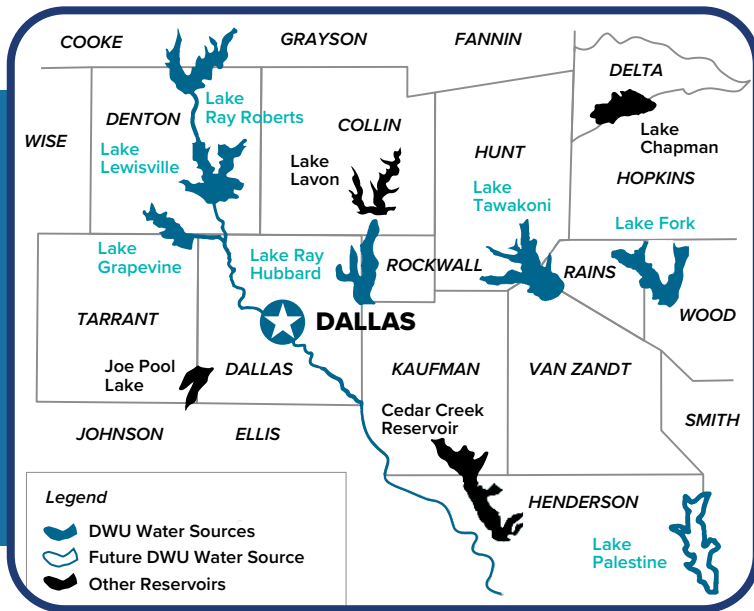 COOKE
GRAYSON
FANNIN
DELTA
Lake
Ray Roberts
DENTON
WISE
COLLIN
Lake
Chapman
Lake
Lewisville
Lake
Lavon
HUNT
HOPKINS
Lake
Tawakoni
Lake Fork
Lake
Grapevine
Lake Ray
Hubbard
ROCKWALL
RAINS
TARRANT
DALLAS
WOOD
Joe Pool
Lake
DALLAS
KAUFMAN
VAN ZANDT
Cedar Creek
Reservoir
SMITH
JOHNSON
ELLIS
HENDERSON
Lake
Palestine
Legend
DWU Water Sources
Future DWU Water Source
Other Reservoirs